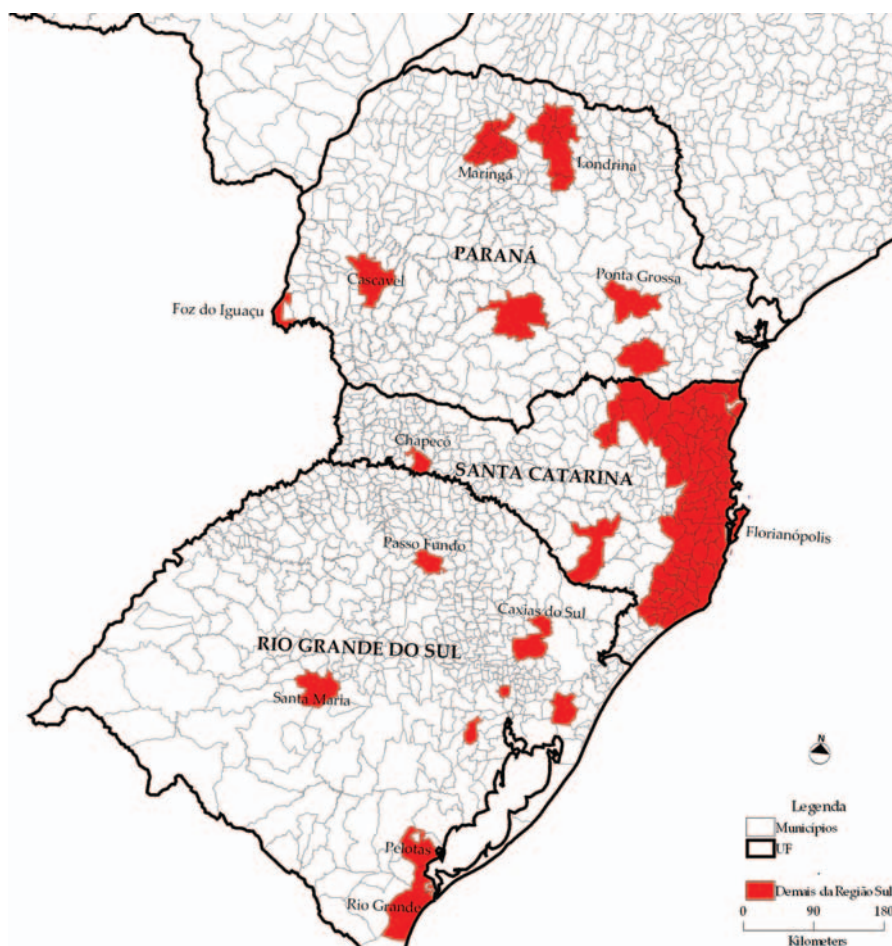 Maringá
Londrina
PARANÁ
Cascavel
Ponta Grossa
Foz do Iguaçu
Chapecó
SANTA CATARINA
Florianópolis
Passo Fundo
Caxias do Sul
RIO GRANDE DO SUL
Santa Maria
Pelotas
Rio Grande
N
Legenda
Municípios
UF
Demais da Região Sul
0 90 180
Kilometers